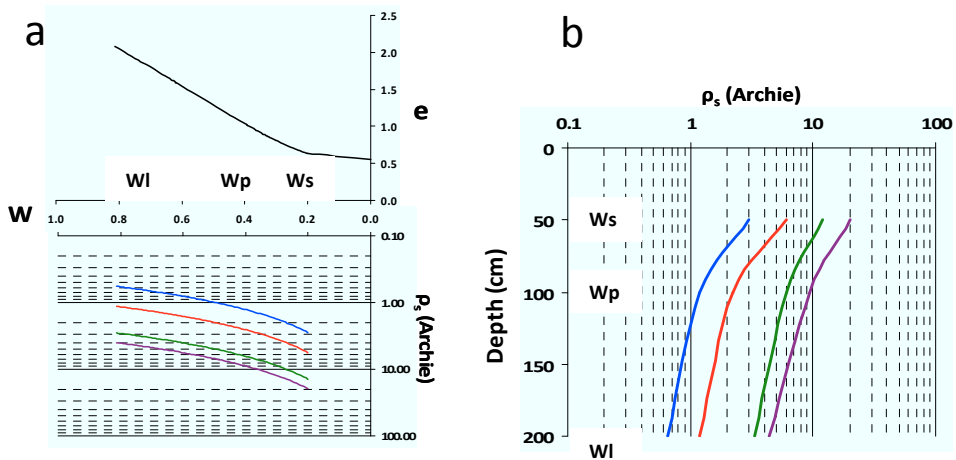 a
2.5
2.0
1.5
e
1.0
0.5
0.0
Wl Wp Ws
W
1.0 0.8 0.6 0.4 0.2 0.0
0.10
1.00
10.00
100.00
ρs (Archie)
b
ρs (Archie)
0.1 1 10 100
0
50
100
150
200
Depth (cm)
Ws
Wp
Wl